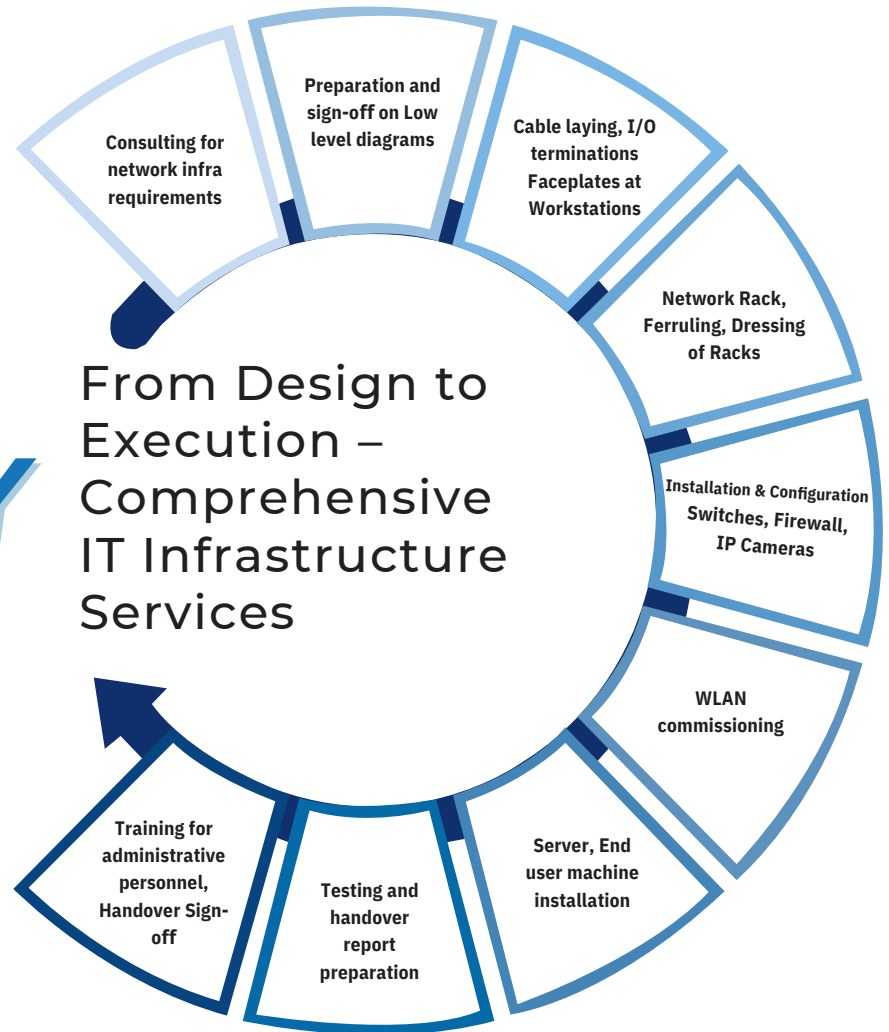 Consulting for
network infra
requirements
Preparation and
sign-off on Low
level diagrams
Cable laying, I/O
terminations
Faceplates at
Workstations
Network Rack,
Ferruling, Dressing
of Racks
Installation & Configuration
Switches, Firewall,
IP Cameras
WLAN
commissioning
Server, End
user machine
installation
Testing and
handover
report
preparation
Training for
administrative
personnel,
Handover Sign-
off
From Design to
Execution –
Comprehensive
IT Infrastructure
Services